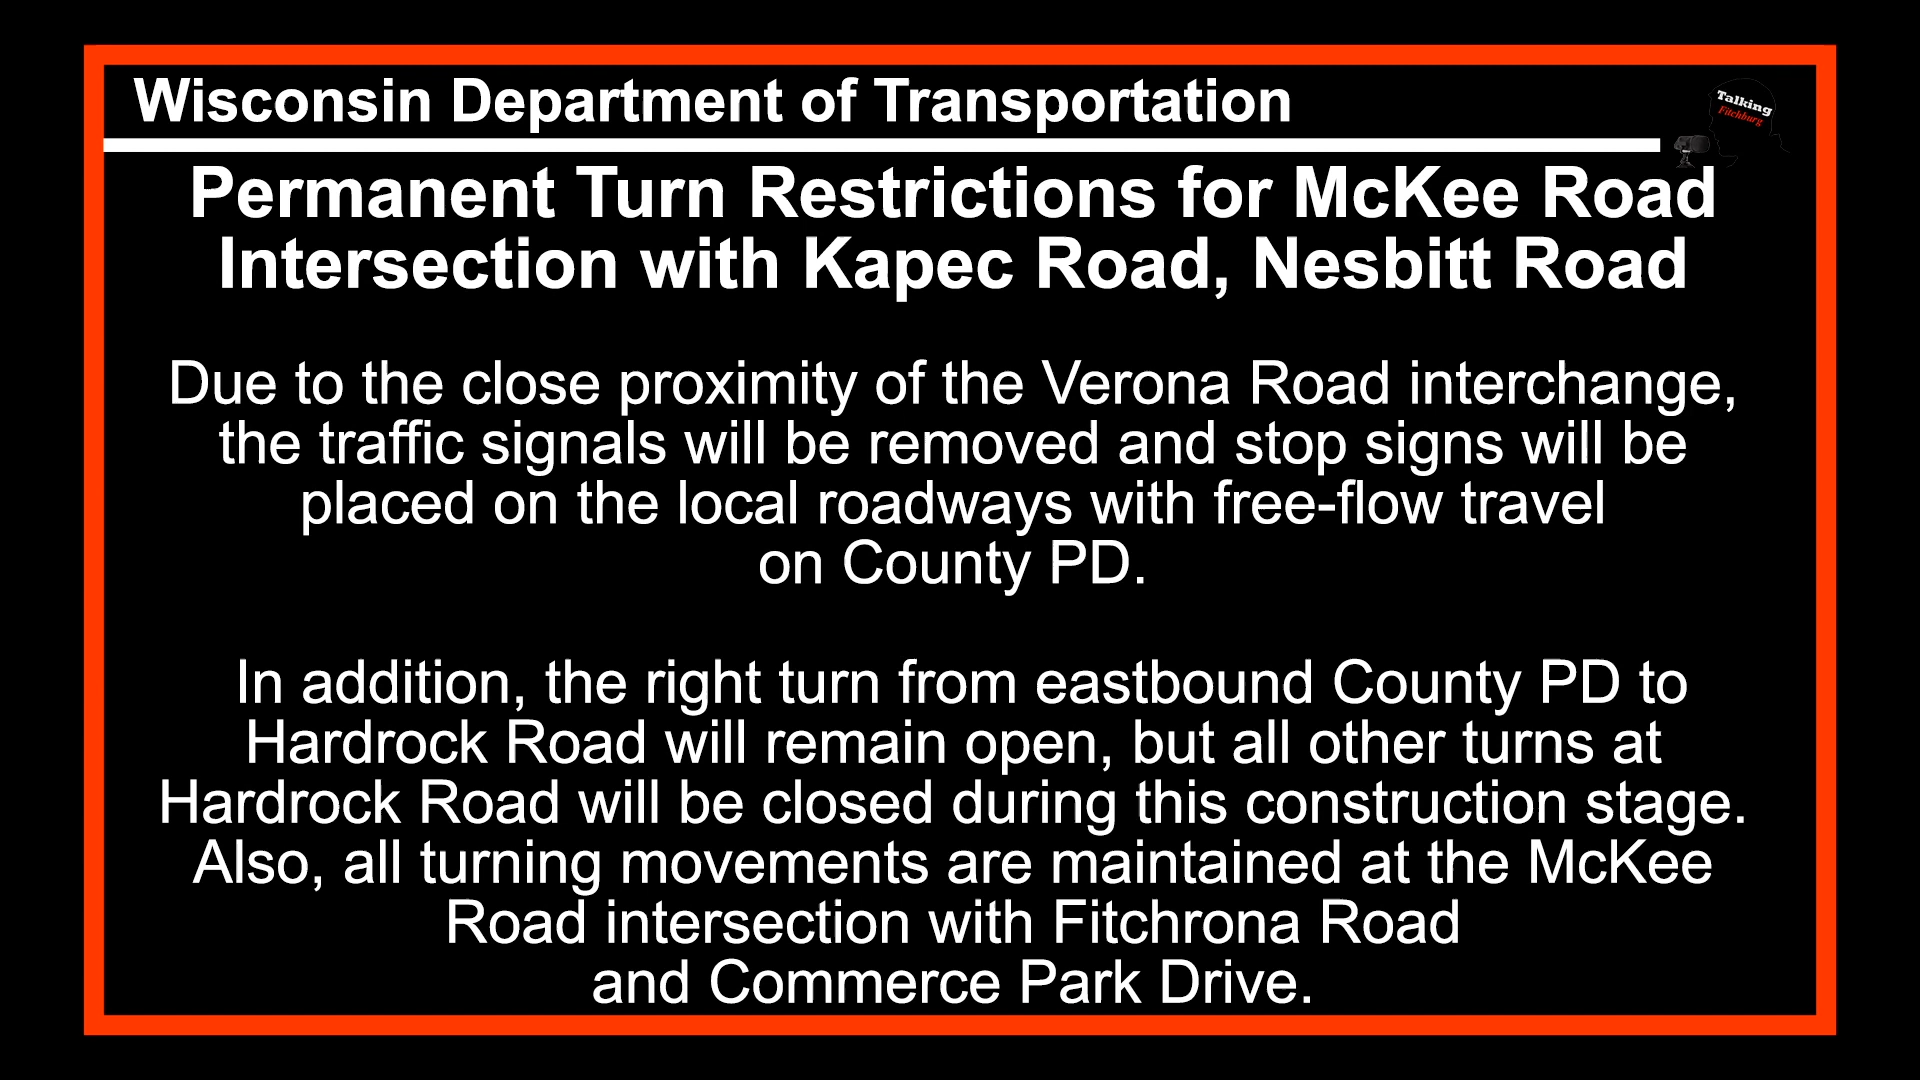 Wisconsin Department of Transportation
Talking
Fitchburg
Permanent Turn Restrictions for McKee Road
Intersection with Kapec Road, Nesbitt Road
Due to the close proximity of the Verona Road interchange,
the traffic signals will be removed and stop signs will be
placed on the local roadways with free-flow travel
on County PD.
In addition, the right turn from eastbound County PD to
Hardrock Road will remain open, but all other turns at
Hardrock Road will be closed during this construction stage.
Also, all turning movements are maintained at the McKee
Road intersection with Fitchrona Road
and Commerce Park Drive.